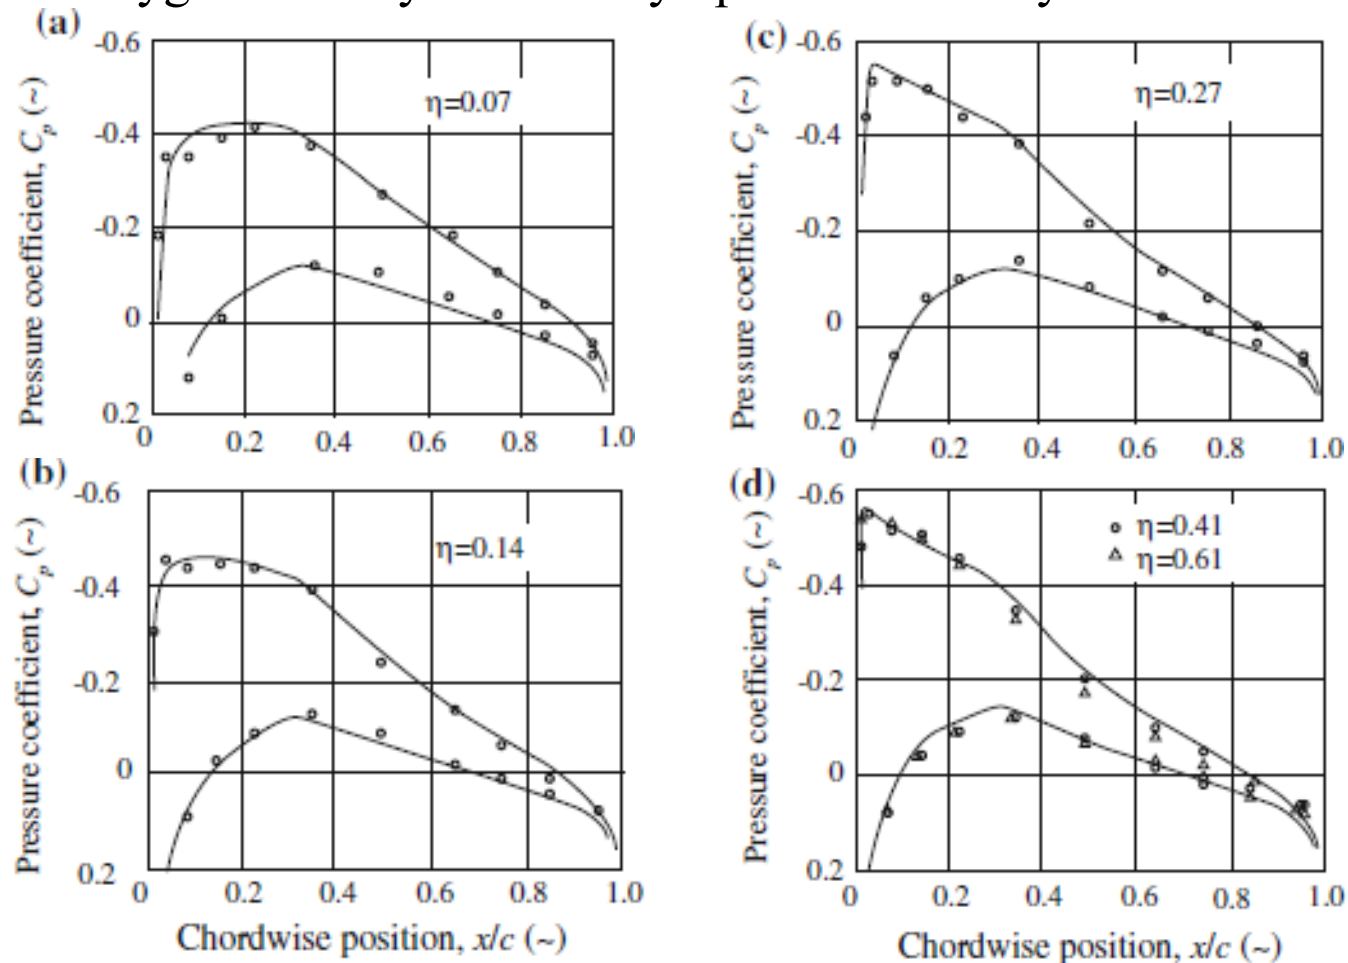 (a)
Pressure coefficient, Cp (~)
-0.6
-0.4
-0.2
0
0.2
η=0.07
0 0.2 0.4 0.6 0.8 1.0
(b)
Pressure coefficient, Cp (~)
-0.6
-0.4
-0.2
0
0.2
η=0.14
0 0.2 0.4 0.6 0.8 1.0
Chordwise position, x/c (~)
(c)
Pressure coefficient, Cp (~)
-0.6
-0.4
-0.2
0
0.2
η=0.27
0 0.2 0.4 0.6 0.8 1.0
(d)
Pressure coefficient, Cp (~)
-0.6
-0.4
-0.2
0
0.2
η=0.41
η=0.61
0 0.2 0.4 0.6 0.8 1.0
Chordwise position, x/c (~)